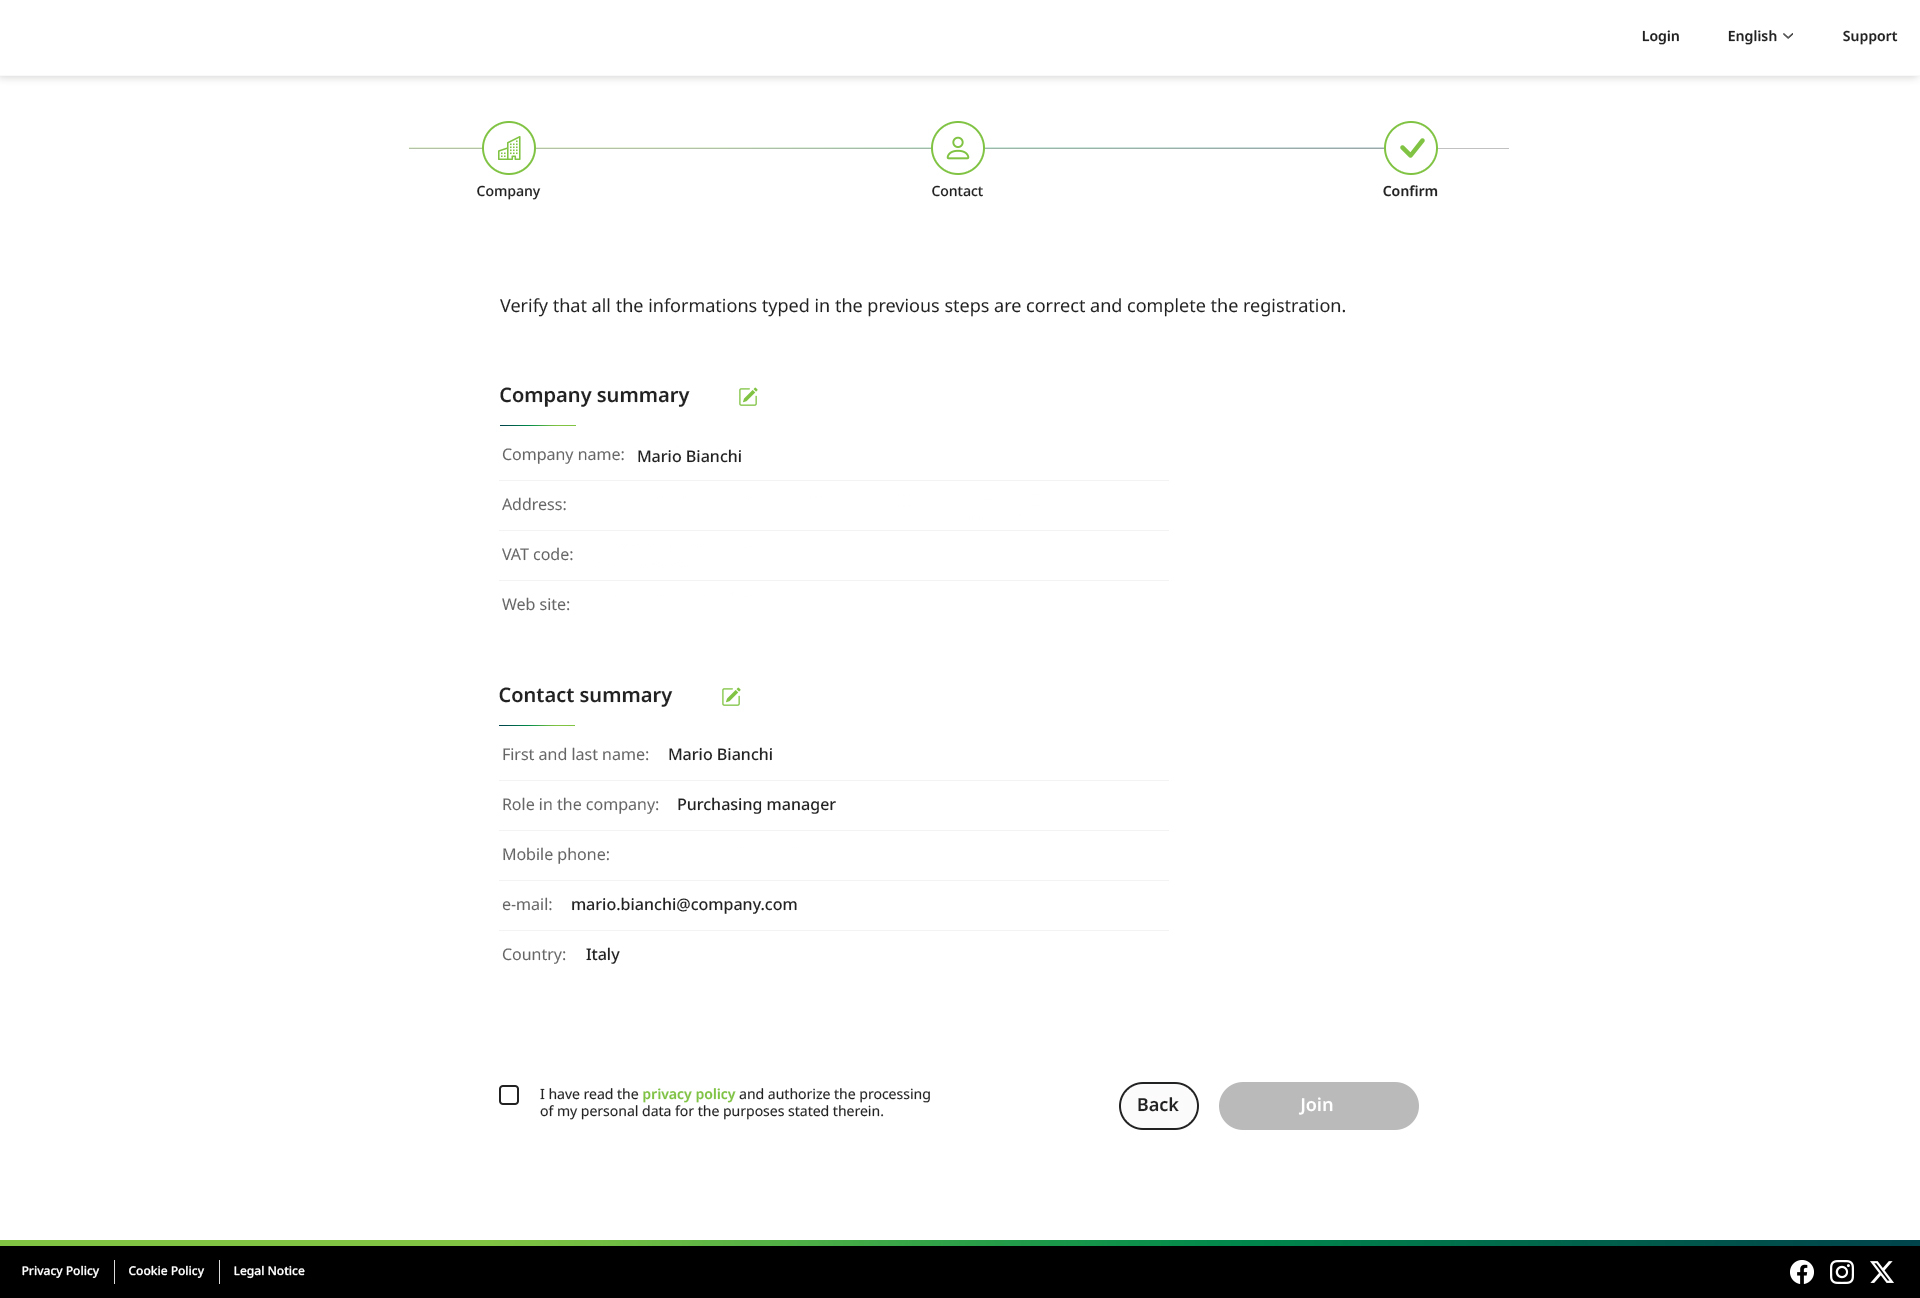 Login English Support
Company Contact Confirm
Verify that all the informations typed in the previous steps are correct and complete the registration.
Company summary
Company name: Mario Bianchi
Address:
VAT code:
Web site:
Contact summary
First and last name: Mario Bianchi
Role in the company: Purchasing manager
Mobile phone:
e-mail: mario.bianchi@company.com
Country: Italy
I have read the privacy policy and authorize the processing
of my personal data for the purposes stated therein.
Back Join
Privacy Policy Cookie Policy Legal Notice